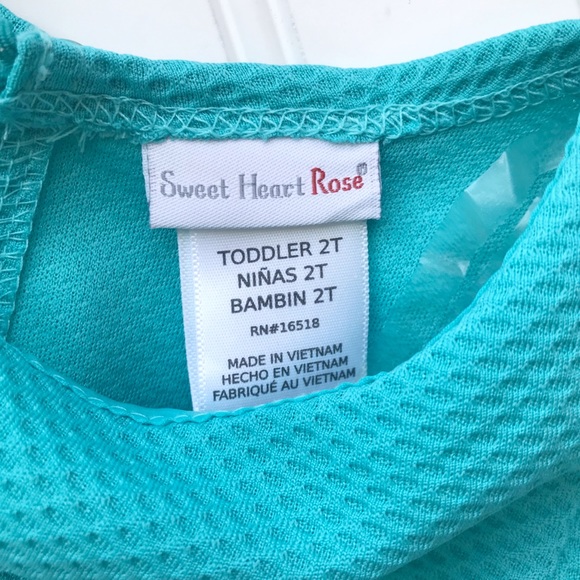 Sweet Heart Rose
TODDLER 2T
NIÑAS 2T
BAMBIN 2T
RN#16518
MADE IN VIETNAM
HECHO EN VIETNAM
FABRIQUÉ AU VIETNAM